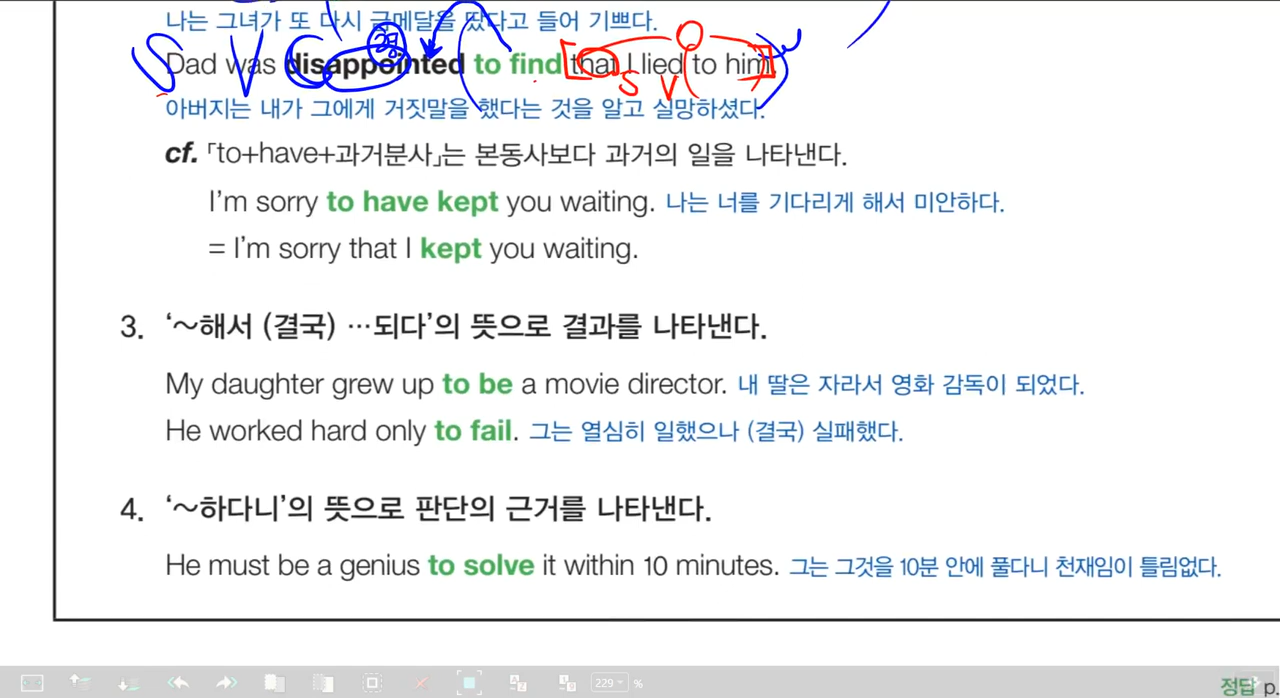 나는 그녀가 또 다시 금메달을 땄다고 들어 기쁘다.
S V C O
Dad was disappointed to find that I lied to him.
S V
아버지는 내가 그에게 거짓말을 했다는 것을 알고 실망하셨다.
cf. 「to+have+과거분사」는 본동사보다 과거의 일을 나타낸다.
I'm sorry to have kept you waiting. 나는 너를 기다리게 해서 미안하다.
= I'm sorry that I kept you waiting.
3. '~해서 (결국) …되다'의 뜻으로 결과를 나타낸다.
My daughter grew up to be a movie director. 내 딸은 자라서 영화 감독이 되었다.
He worked hard only to fail. 그는 열심히 일했으나 (결국) 실패했다.
4. '~하다니'의 뜻으로 판단의 근거를 나타낸다.
He must be a genius to solve it within 10 minutes. 그는 그것을 10분 안에 풀다니 천재임이 틀림없다.
229 %
정답 p.